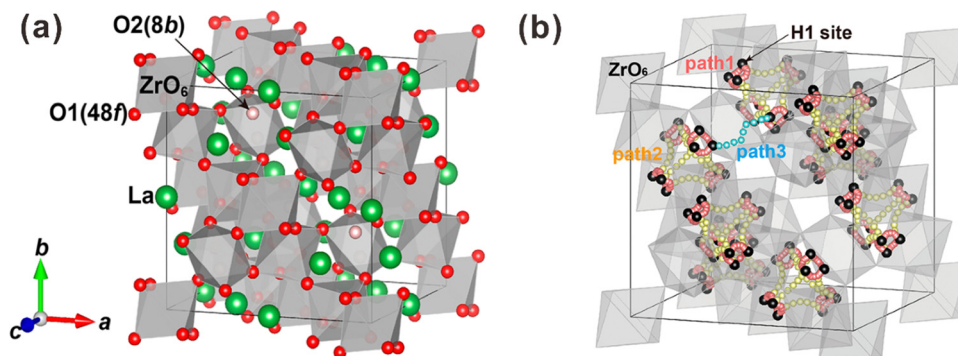 (a)
O2(8b)
ZrO₆
O1(48f)
La
b
c
a
(b)
H1 site
path1
ZrO₆
path2
path3